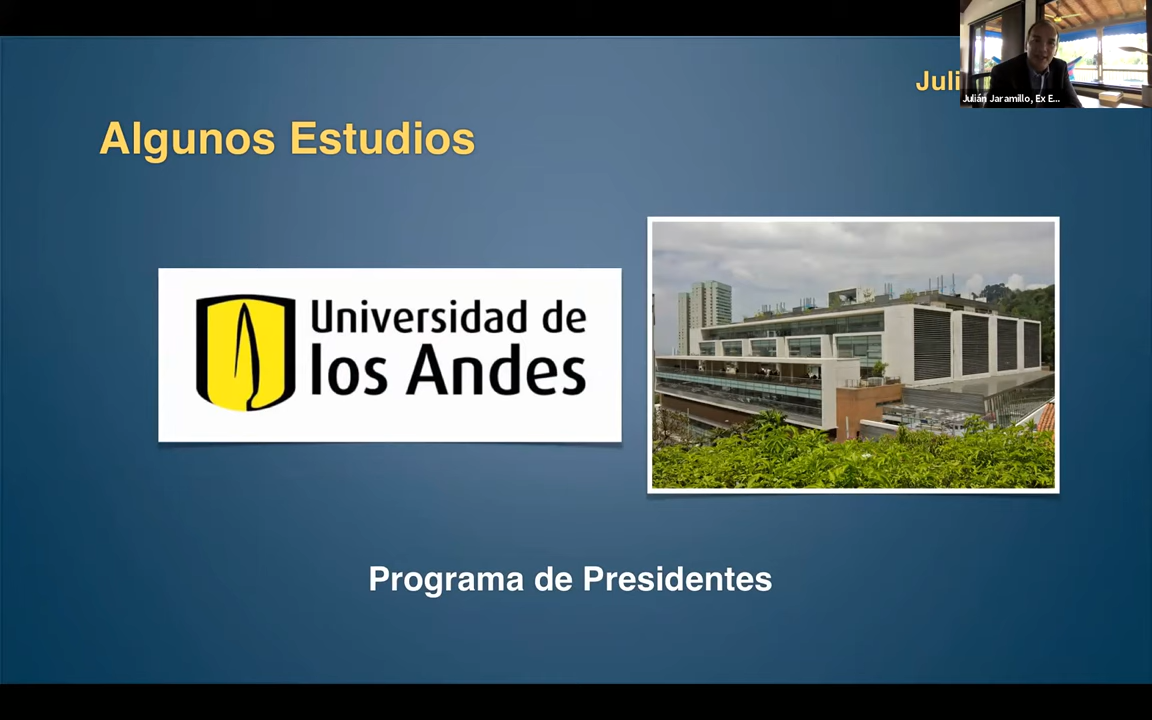 Juli
Julián Jaramillo, Ex E...
Algunos Estudios
Universidad de
los Andes
Programa de Presidentes